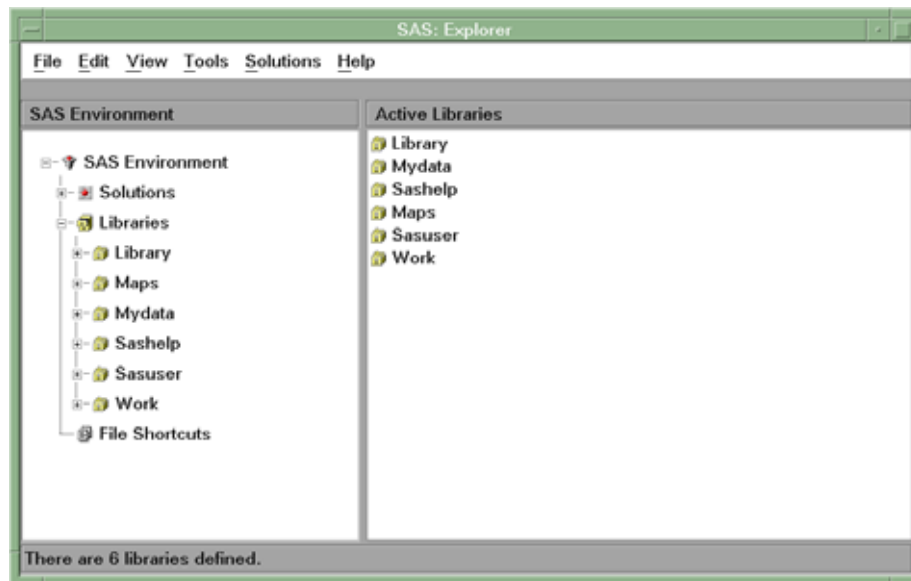 SAS: Explorer
File Edit View Tools Solutions Help
SAS Environment
SAS Environment
Solutions
Libraries
Library
Maps
Mydata
Sashelp
Sasuser
Work
File Shortcuts
Active Libraries
Library
Mydata
Sashelp
Maps
Sasuser
Work
There are 6 libraries defined.